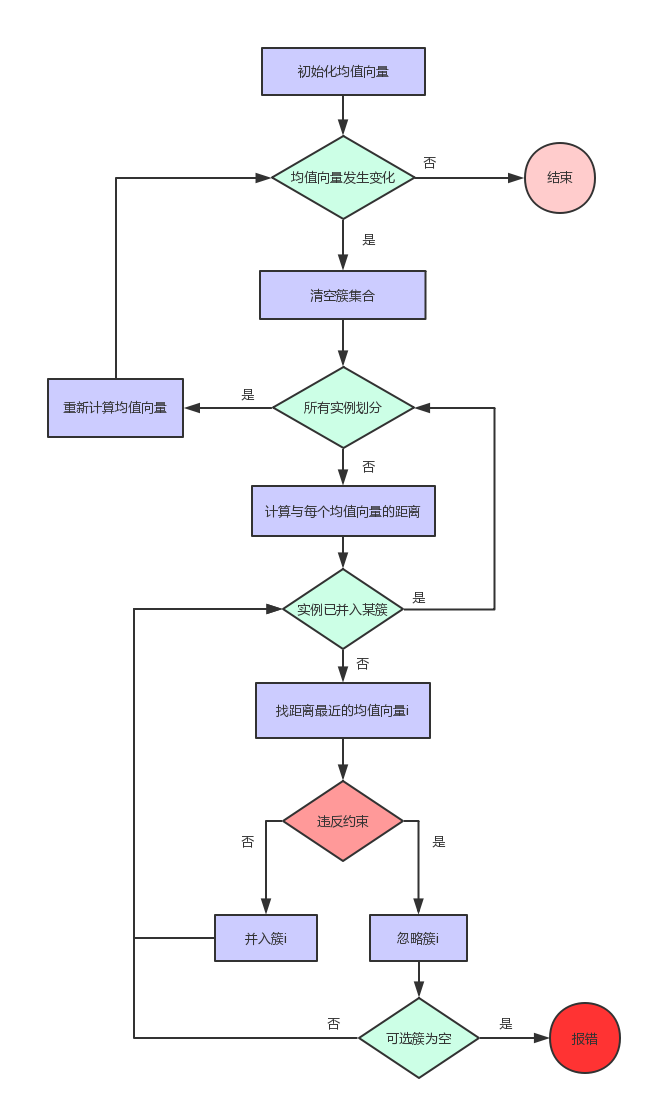 初始化均值向量
否
均值向量发生变化
结束
是
清空簇集合
是
重新计算均值向量
所有实例划分
否
计算与每个均值向量的距离
是
实例已并入某簇
否
找距离最近的均值向量i
违反约束
否
是
并入簇i
忽略簇i
否
是
可选簇为空
报错